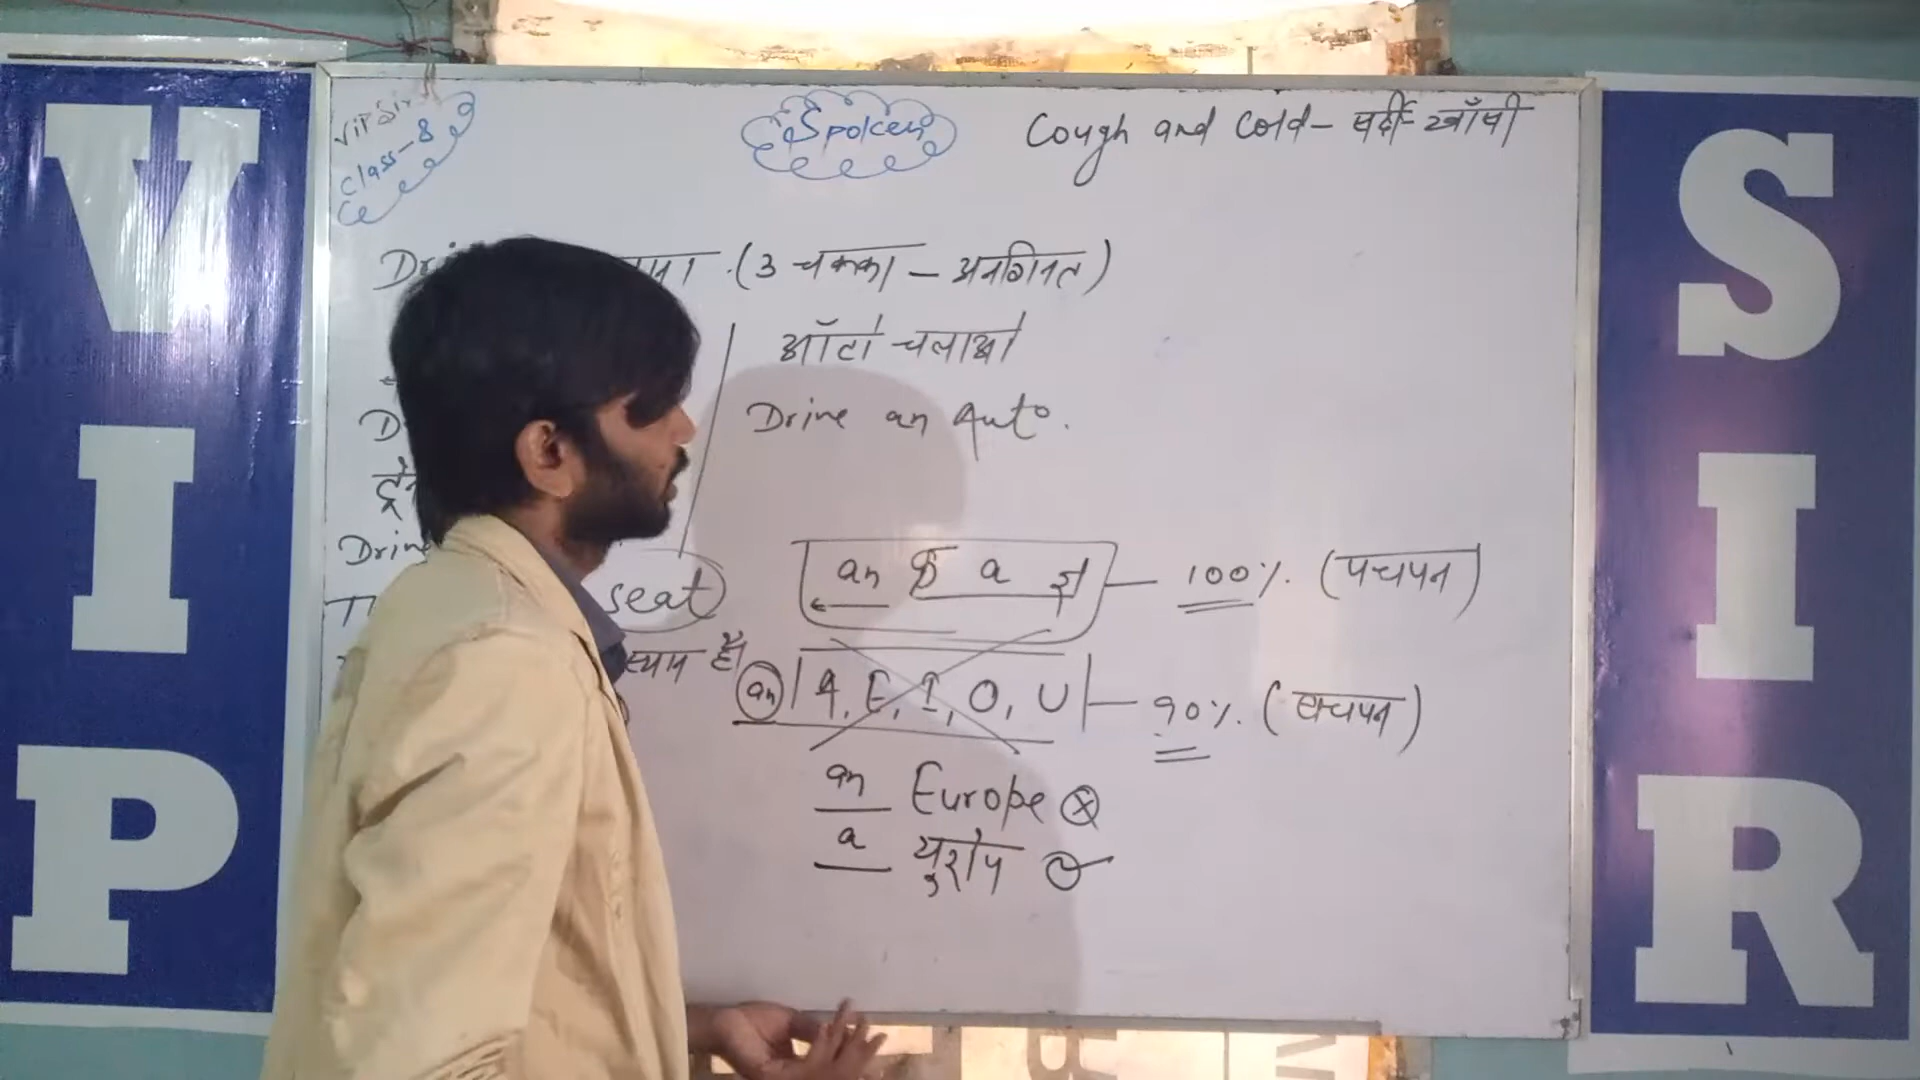 VIP
SIR
VIP Sir
Class-8
Spoken
Cough and Cold - सर्दी-खाँसी
(3 चक्का - अनगिनत)
ऑटो चलाओ
Drive an Auto.
seat
an क a ज्ञ - 100% (पचपन)
है।
an A, E, I, O, U - 90% (बचपन)
an Europe
a युरोप